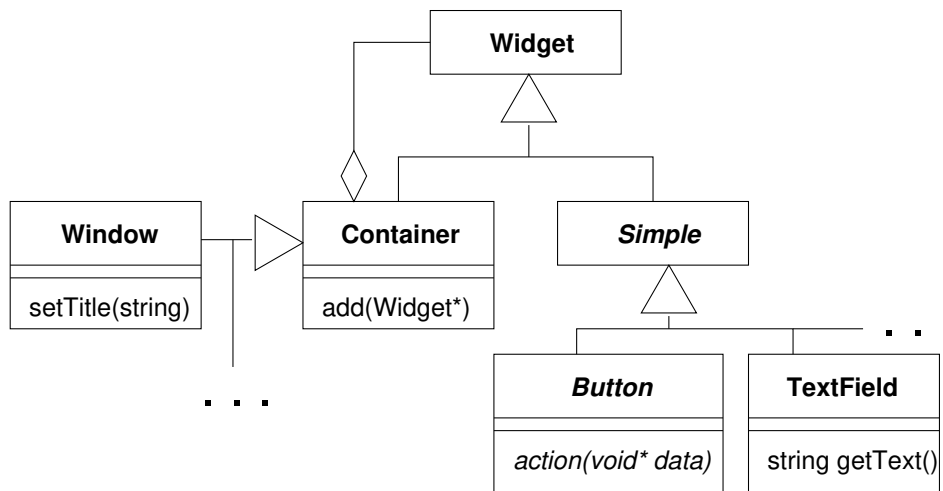 Widget
Window
Container
Simple
setTitle(string)
add(Widget*)
. .
Button
TextField
. . .
action(void* data)
string getText()